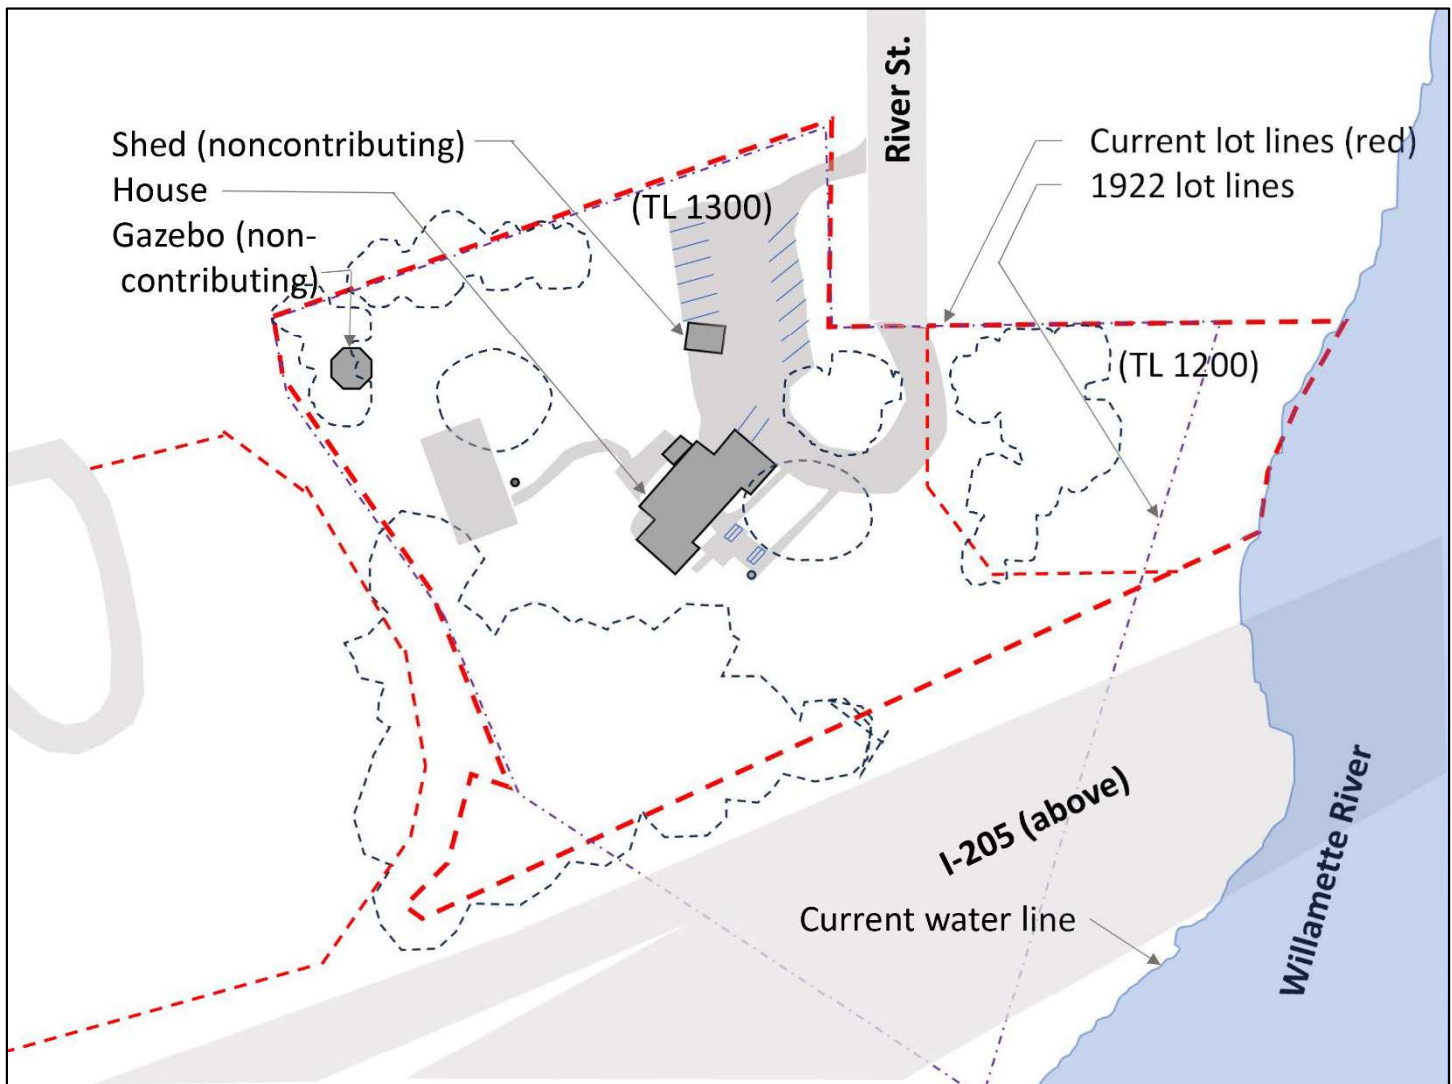 River St.
Shed (noncontributing)
House
Gazebo (non-
contributing)
(TL 1300)
Current lot lines (red)
1922 lot lines
(TL 1200)
I-205 (above)
Current water line
Willamette River